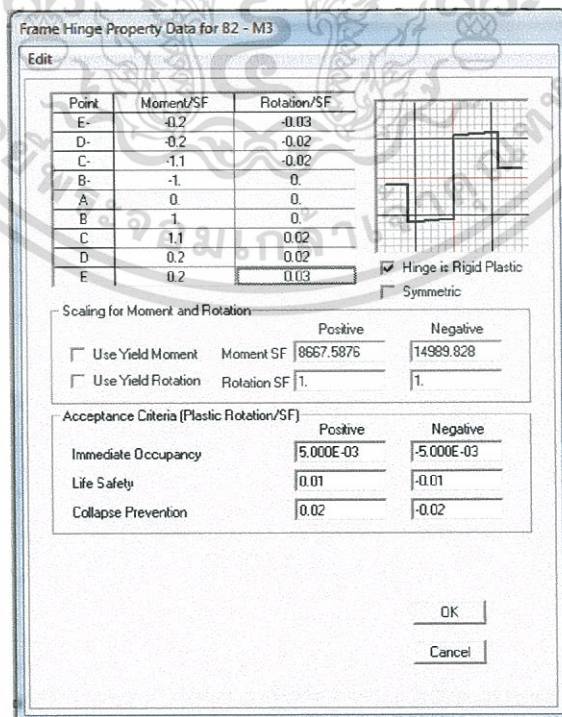 Frame Hinge Property Data for B2 - M3
Edit
Point Moment/SF Rotation/SF
E- -0.2 -0.03
D- -0.2 -0.02
C- -1.1 -0.02
B- -1. 0.
A 0. 0.
B 1. 0.
C 1.1 0.02
D 0.2 0.02
E 0.2 0.03
Hinge is Rigid Plastic
Symmetric
Scaling for Moment and Rotation
Positive Negative
Use Yield Moment Moment SF 8667.5876 14989.828
Use Yield Rotation Rotation SF 1. 1.
Acceptance Criteria (Plastic Rotation/SF)
Positive Negative
Immediate Occupancy 5.000E-03 -5.000E-03
Life Safety 0.01 -0.01
Collapse Prevention 0.02 -0.02
OK
Cancel